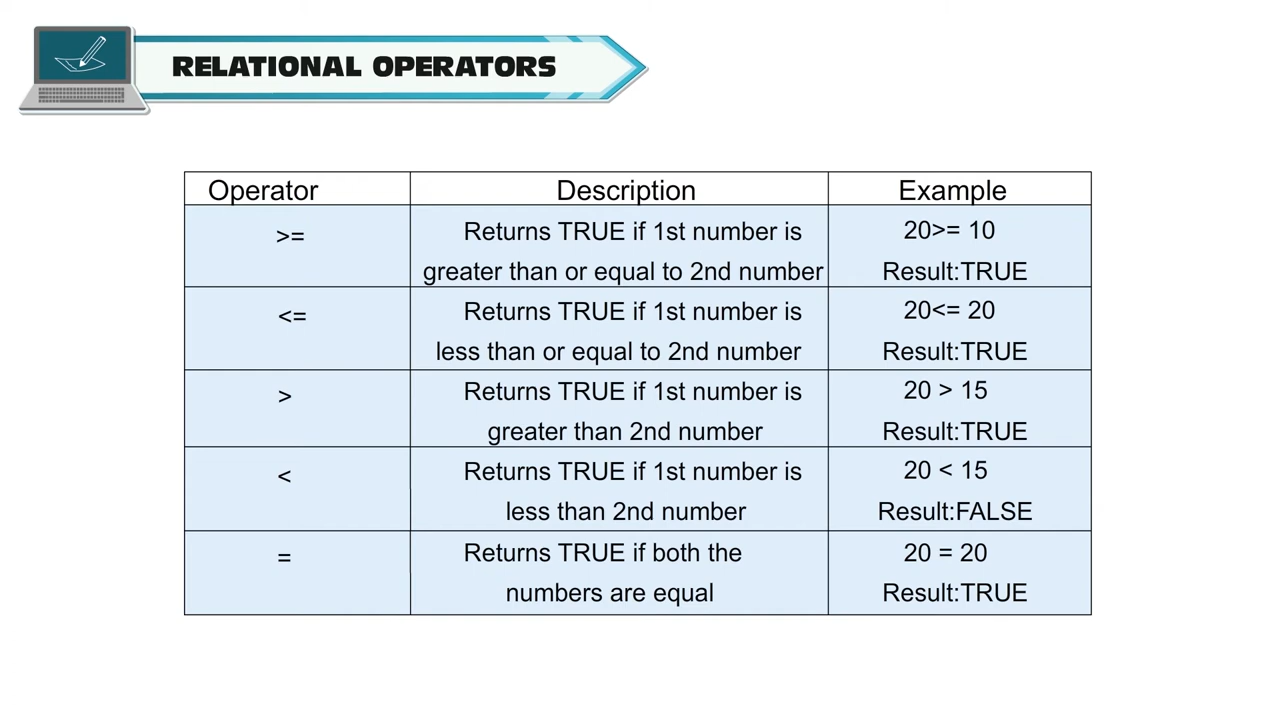 RELATIONAL OPERATORS
Operator Description Example
>= Returns TRUE if 1st number is 20>= 10
greater than or equal to 2nd number Result:TRUE
<= Returns TRUE if 1st number is 20<= 20
less than or equal to 2nd number Result:TRUE
> Returns TRUE if 1st number is 20 > 15
greater than 2nd number Result:TRUE
< Returns TRUE if 1st number is 20 < 15
less than 2nd number Result:FALSE
= Returns TRUE if both the 20 = 20
numbers are equal Result:TRUE